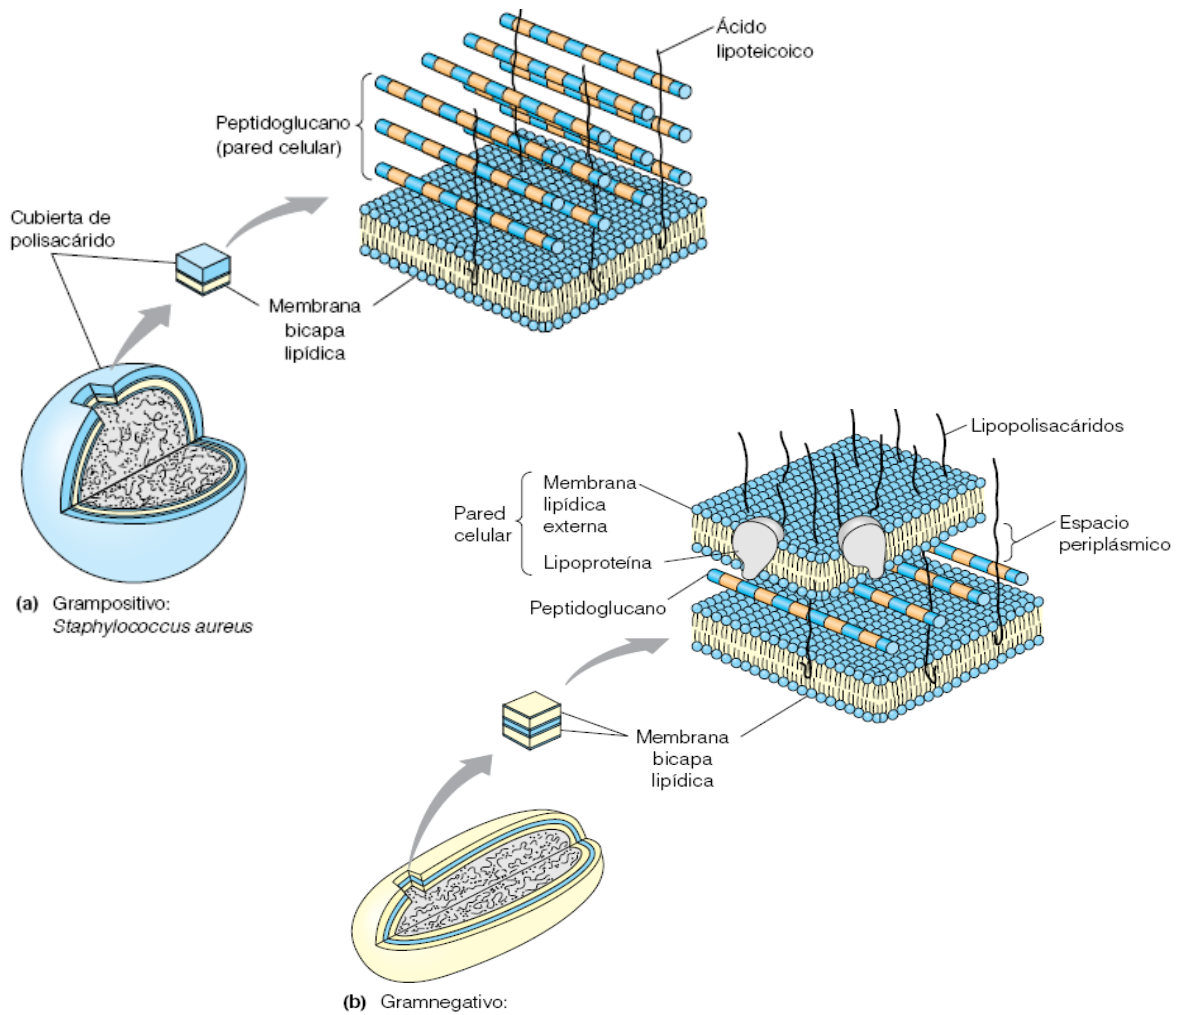 Ácido
lipoteicoico
Peptidoglucano
(pared celular)
Cubierta de
polisacárido
Membrana
bicapa
lipídica
(a) Grampositivo:
Staphylococcus aureus
Lipopolisacáridos
Membrana
lipídica
externa
Pared
celular
Lipoproteína
Espacio
periplásmico
Peptidoglucano
Membrana
bicapa
lipídica
(b) Gramnegativo: